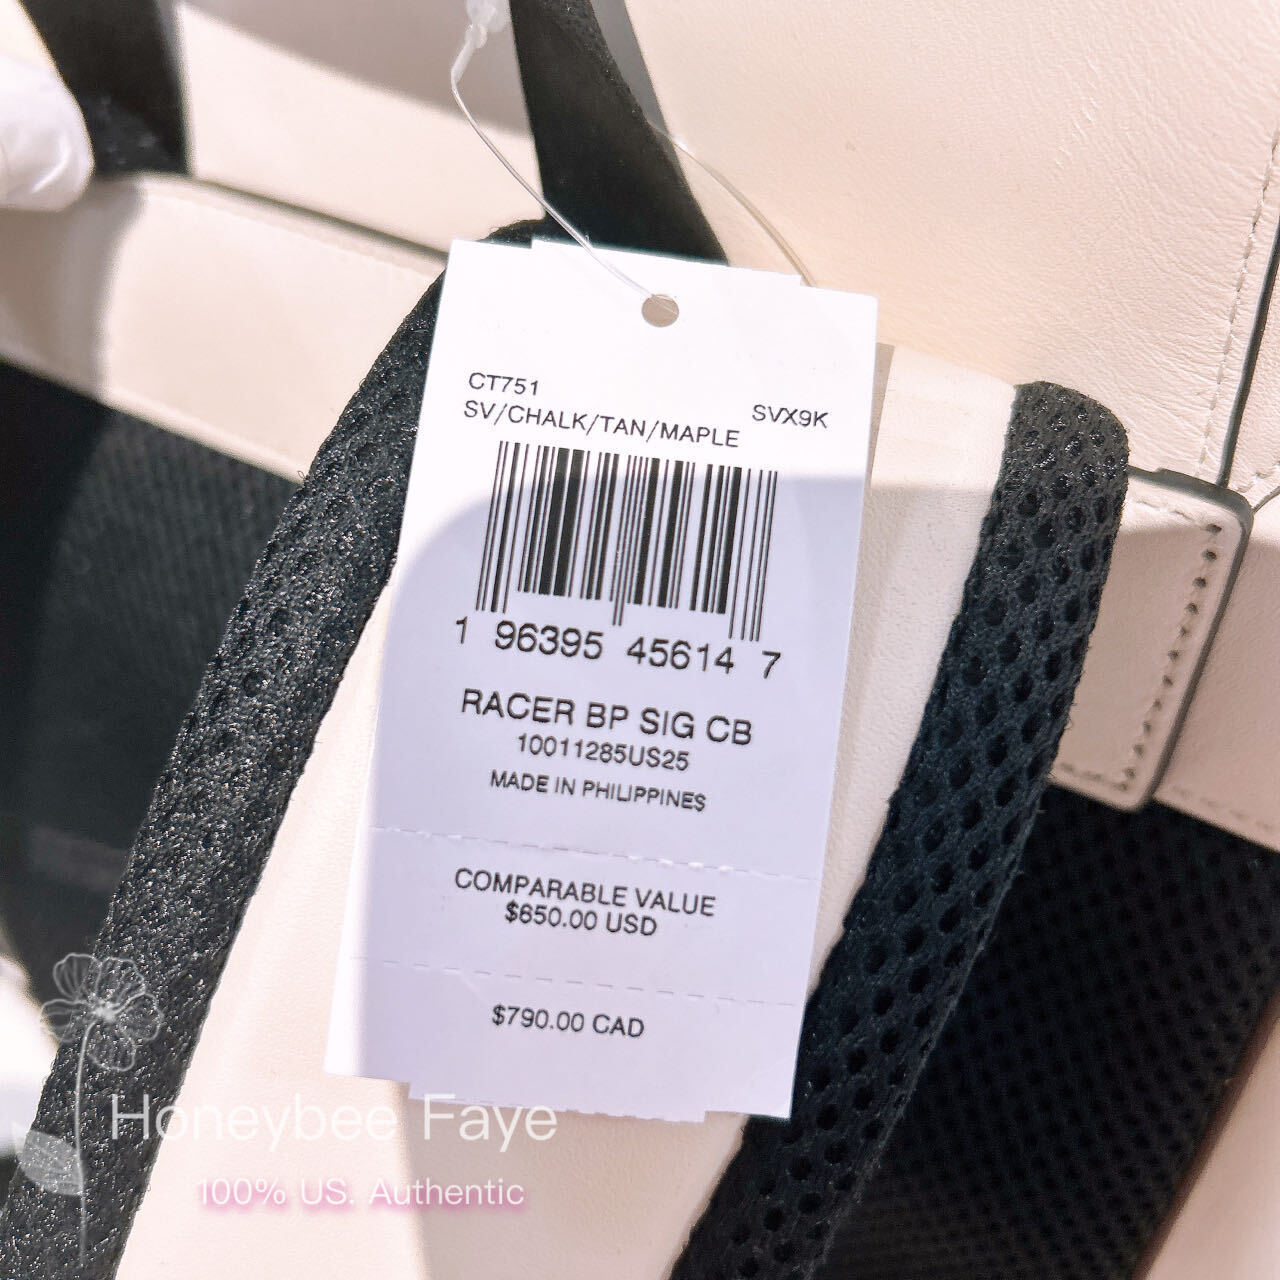 CT751
SV/CHALK/TAN/MAPLE SVX9K
1 96395 45614 7
RACER BP SIG CB
10011285US25
MADE IN PHILIPPINES
COMPARABLE VALUE
$650.00 USD
$790.00 CAD
Honeybee Faye
100% US. Authentic